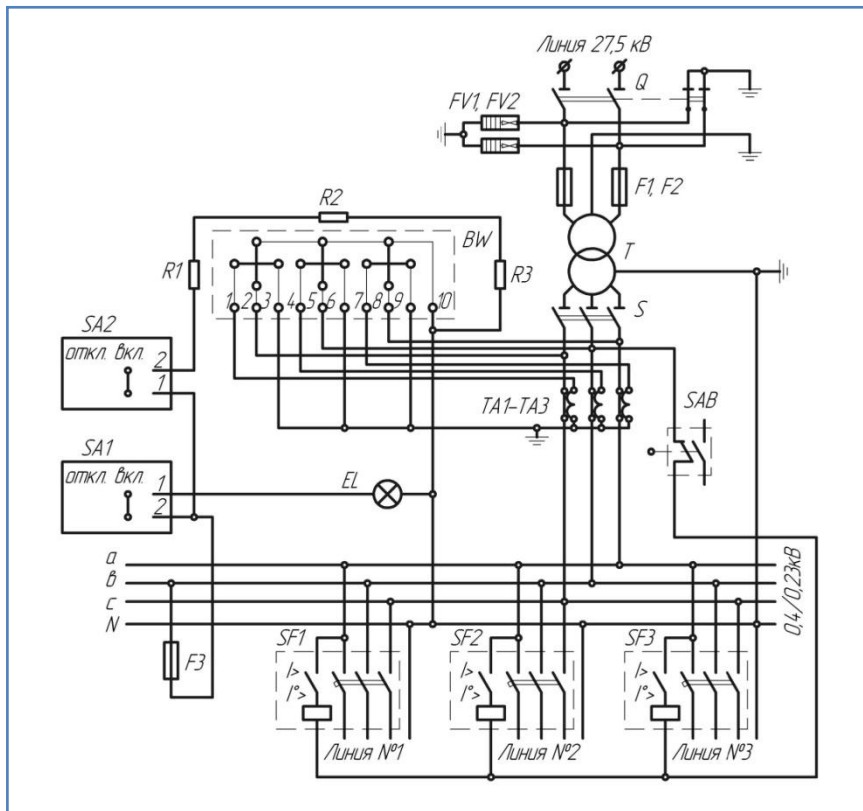 Линия 27,5 кВ
Q
FV1, FV2
F1, F2
R2
BW
T
R1
R3
1 2 3 4 5 6 7 8 9 10
S
SA2
откл. вкл. 2
1
ТА1-ТА3
SAB
SA1
откл. вкл. 1
2
EL
а
в
с
N
0,4/0,23кВ
F3
SF1
SF2
SF3
I>
I>
I>
I°>
I°>
I°>
Линия №1
Линия №2
Линия №3